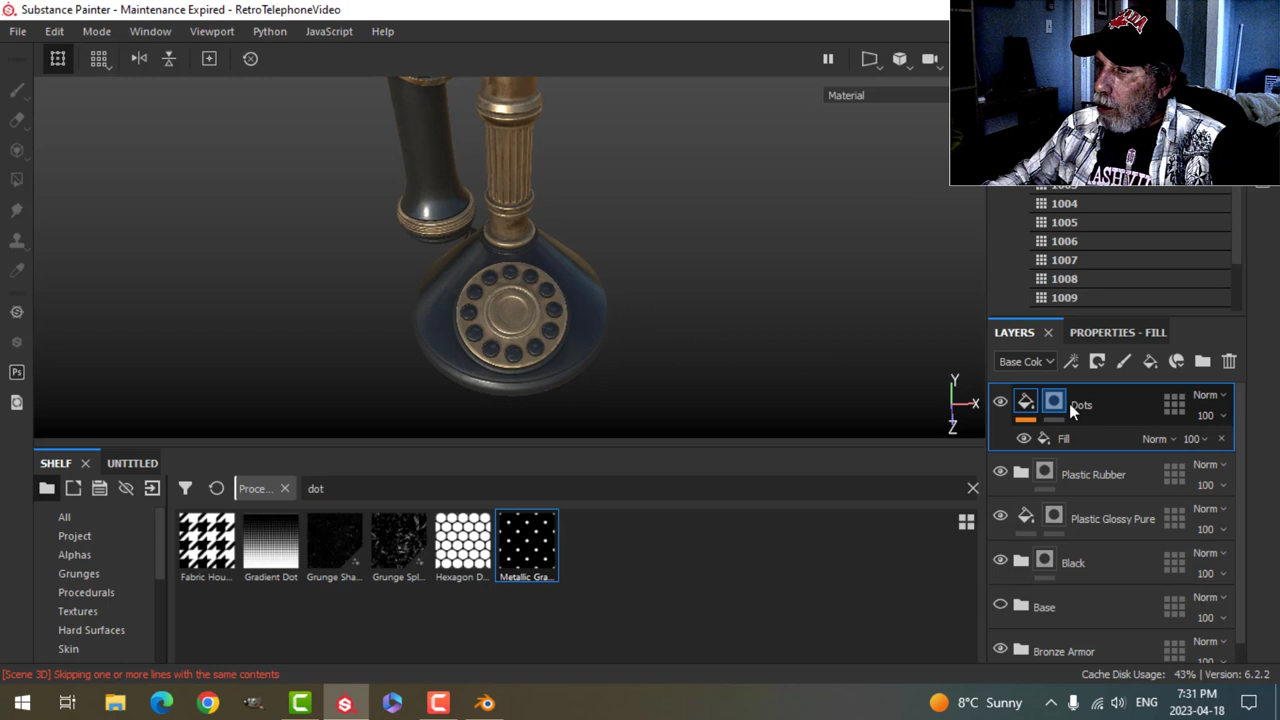 Substance Painter - Maintenance Expired - RetroTelephoneVideo
File Edit Mode Window Viewport Python JavaScript Help
Material
NASHVILL
1004
1005
1006
1007
1008
1009
LAYERS PROPERTIES - FILL
Base Col
Dots Norm
100
Fill Norm 100
Plastic Rubber Norm
100
Plastic Glossy Pure Norm
100
Black Norm
100
Base Norm
100
Bronze Armor Norm
Y
X
Z
SHELF UNTITLED
Proce... dot
All
Project
Alphas
Grunges
Procedurals
Textures
Hard Surfaces
Skin
Fabric Hou... Gradient Dot Grunge Sha... Grunge Spl... Hexagon D... Metallic Gra...
[Scene 3D] Skipping one or more lines with the same contents
Cache Disk Usage: 43% | Version: 6.2.2
Ps
8°C Sunny
ENG
7:31 PM
2023-04-18